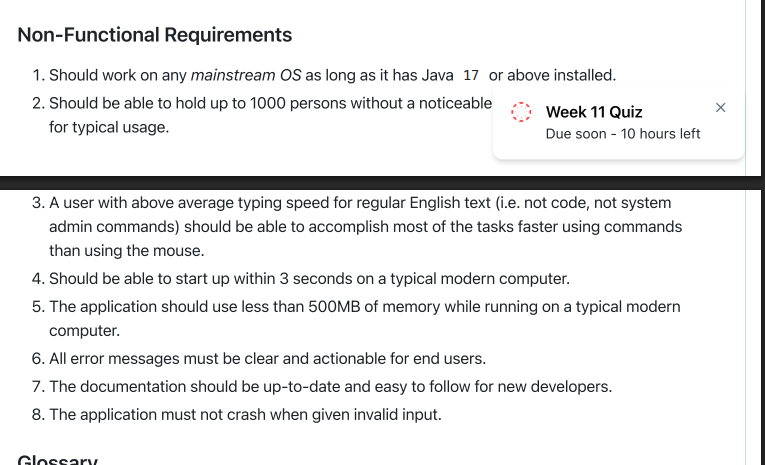 Non-Functional Requirements
1. Should work on any mainstream OS as long as it has Java 17 or above installed.
2. Should be able to hold up to 1000 persons without a noticeable
for typical usage.
Week 11 Quiz
Due soon - 10 hours left
3. A user with above average typing speed for regular English text (i.e. not code, not system
admin commands) should be able to accomplish most of the tasks faster using commands
than using the mouse.
4. Should be able to start up within 3 seconds on a typical modern computer.
5. The application should use less than 500MB of memory while running on a typical modern
computer.
6. All error messages must be clear and actionable for end users.
7. The documentation should be up-to-date and easy to follow for new developers.
8. The application must not crash when given invalid input.
Glossary